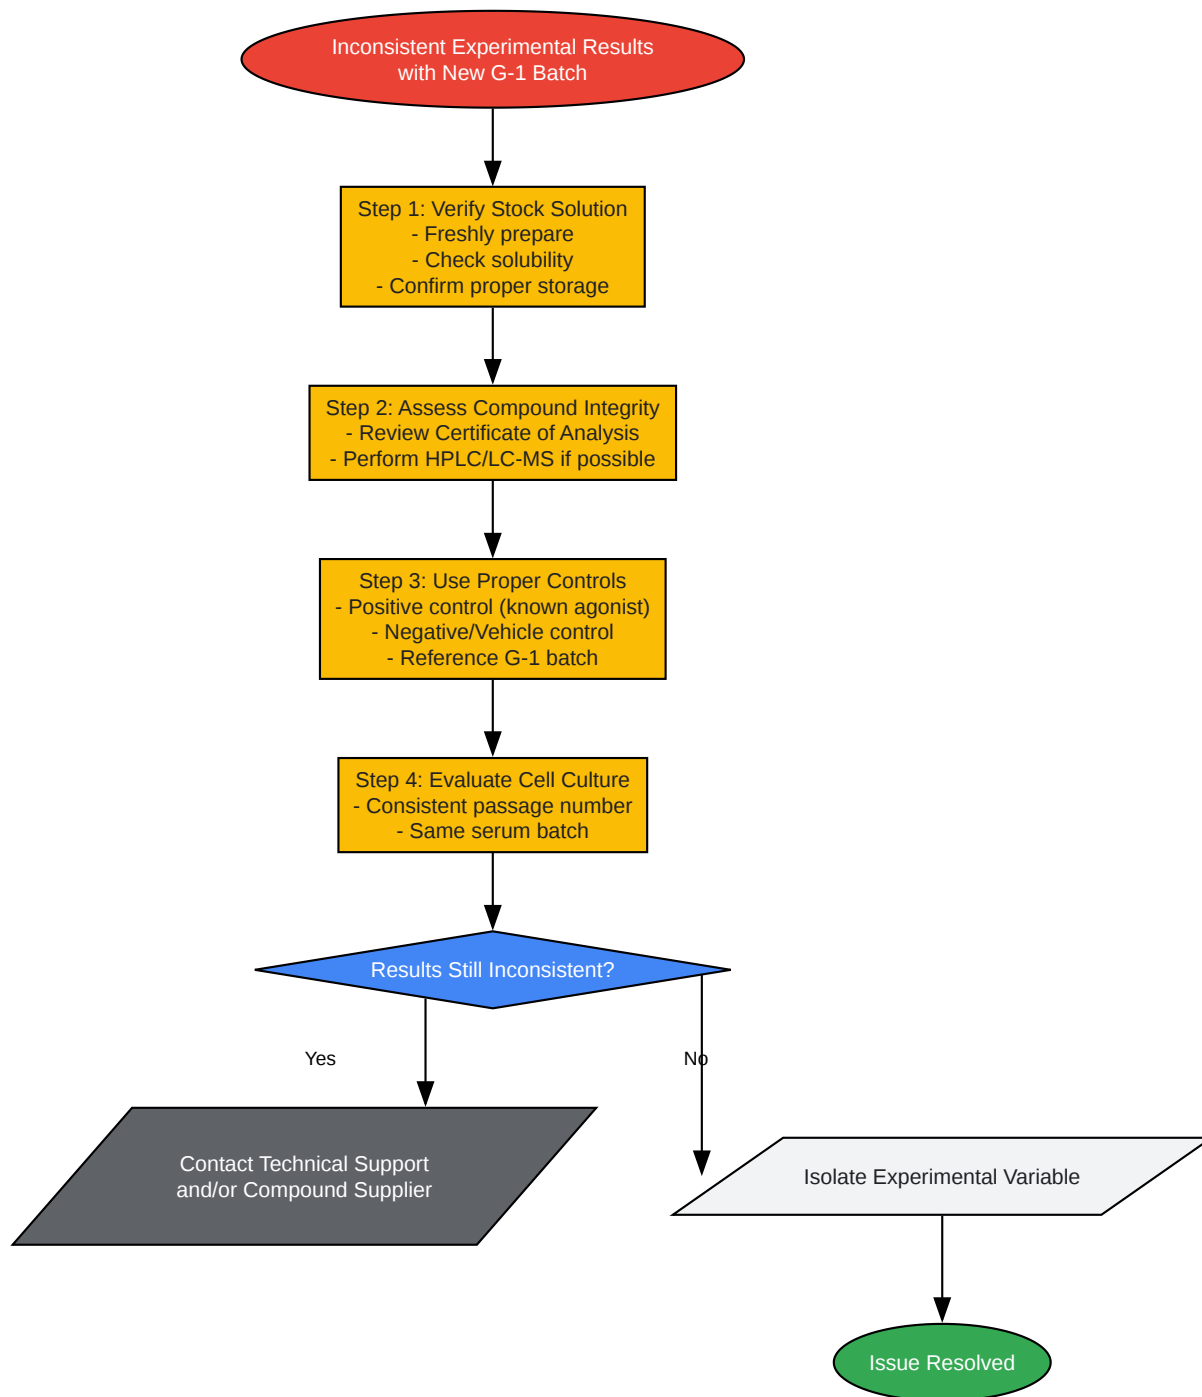 Inconsistent Experimental Results
with New G-1 Batch
Step 1: Verify Stock Solution
- Freshly prepare
- Check solubility
- Confirm proper storage
Step 2: Assess Compound Integrity
- Review Certificate of Analysis
- Perform HPLC/LC-MS if possible
Step 3: Use Proper Controls
- Positive control (known agonist)
- Negative/Vehicle control
- Reference G-1 batch
Step 4: Evaluate Cell Culture
- Consistent passage number
- Same serum batch
Results Still Inconsistent?
Yes
No
Contact Technical Support
and/or Compound Supplier
Isolate Experimental Variable
Issue Resolved